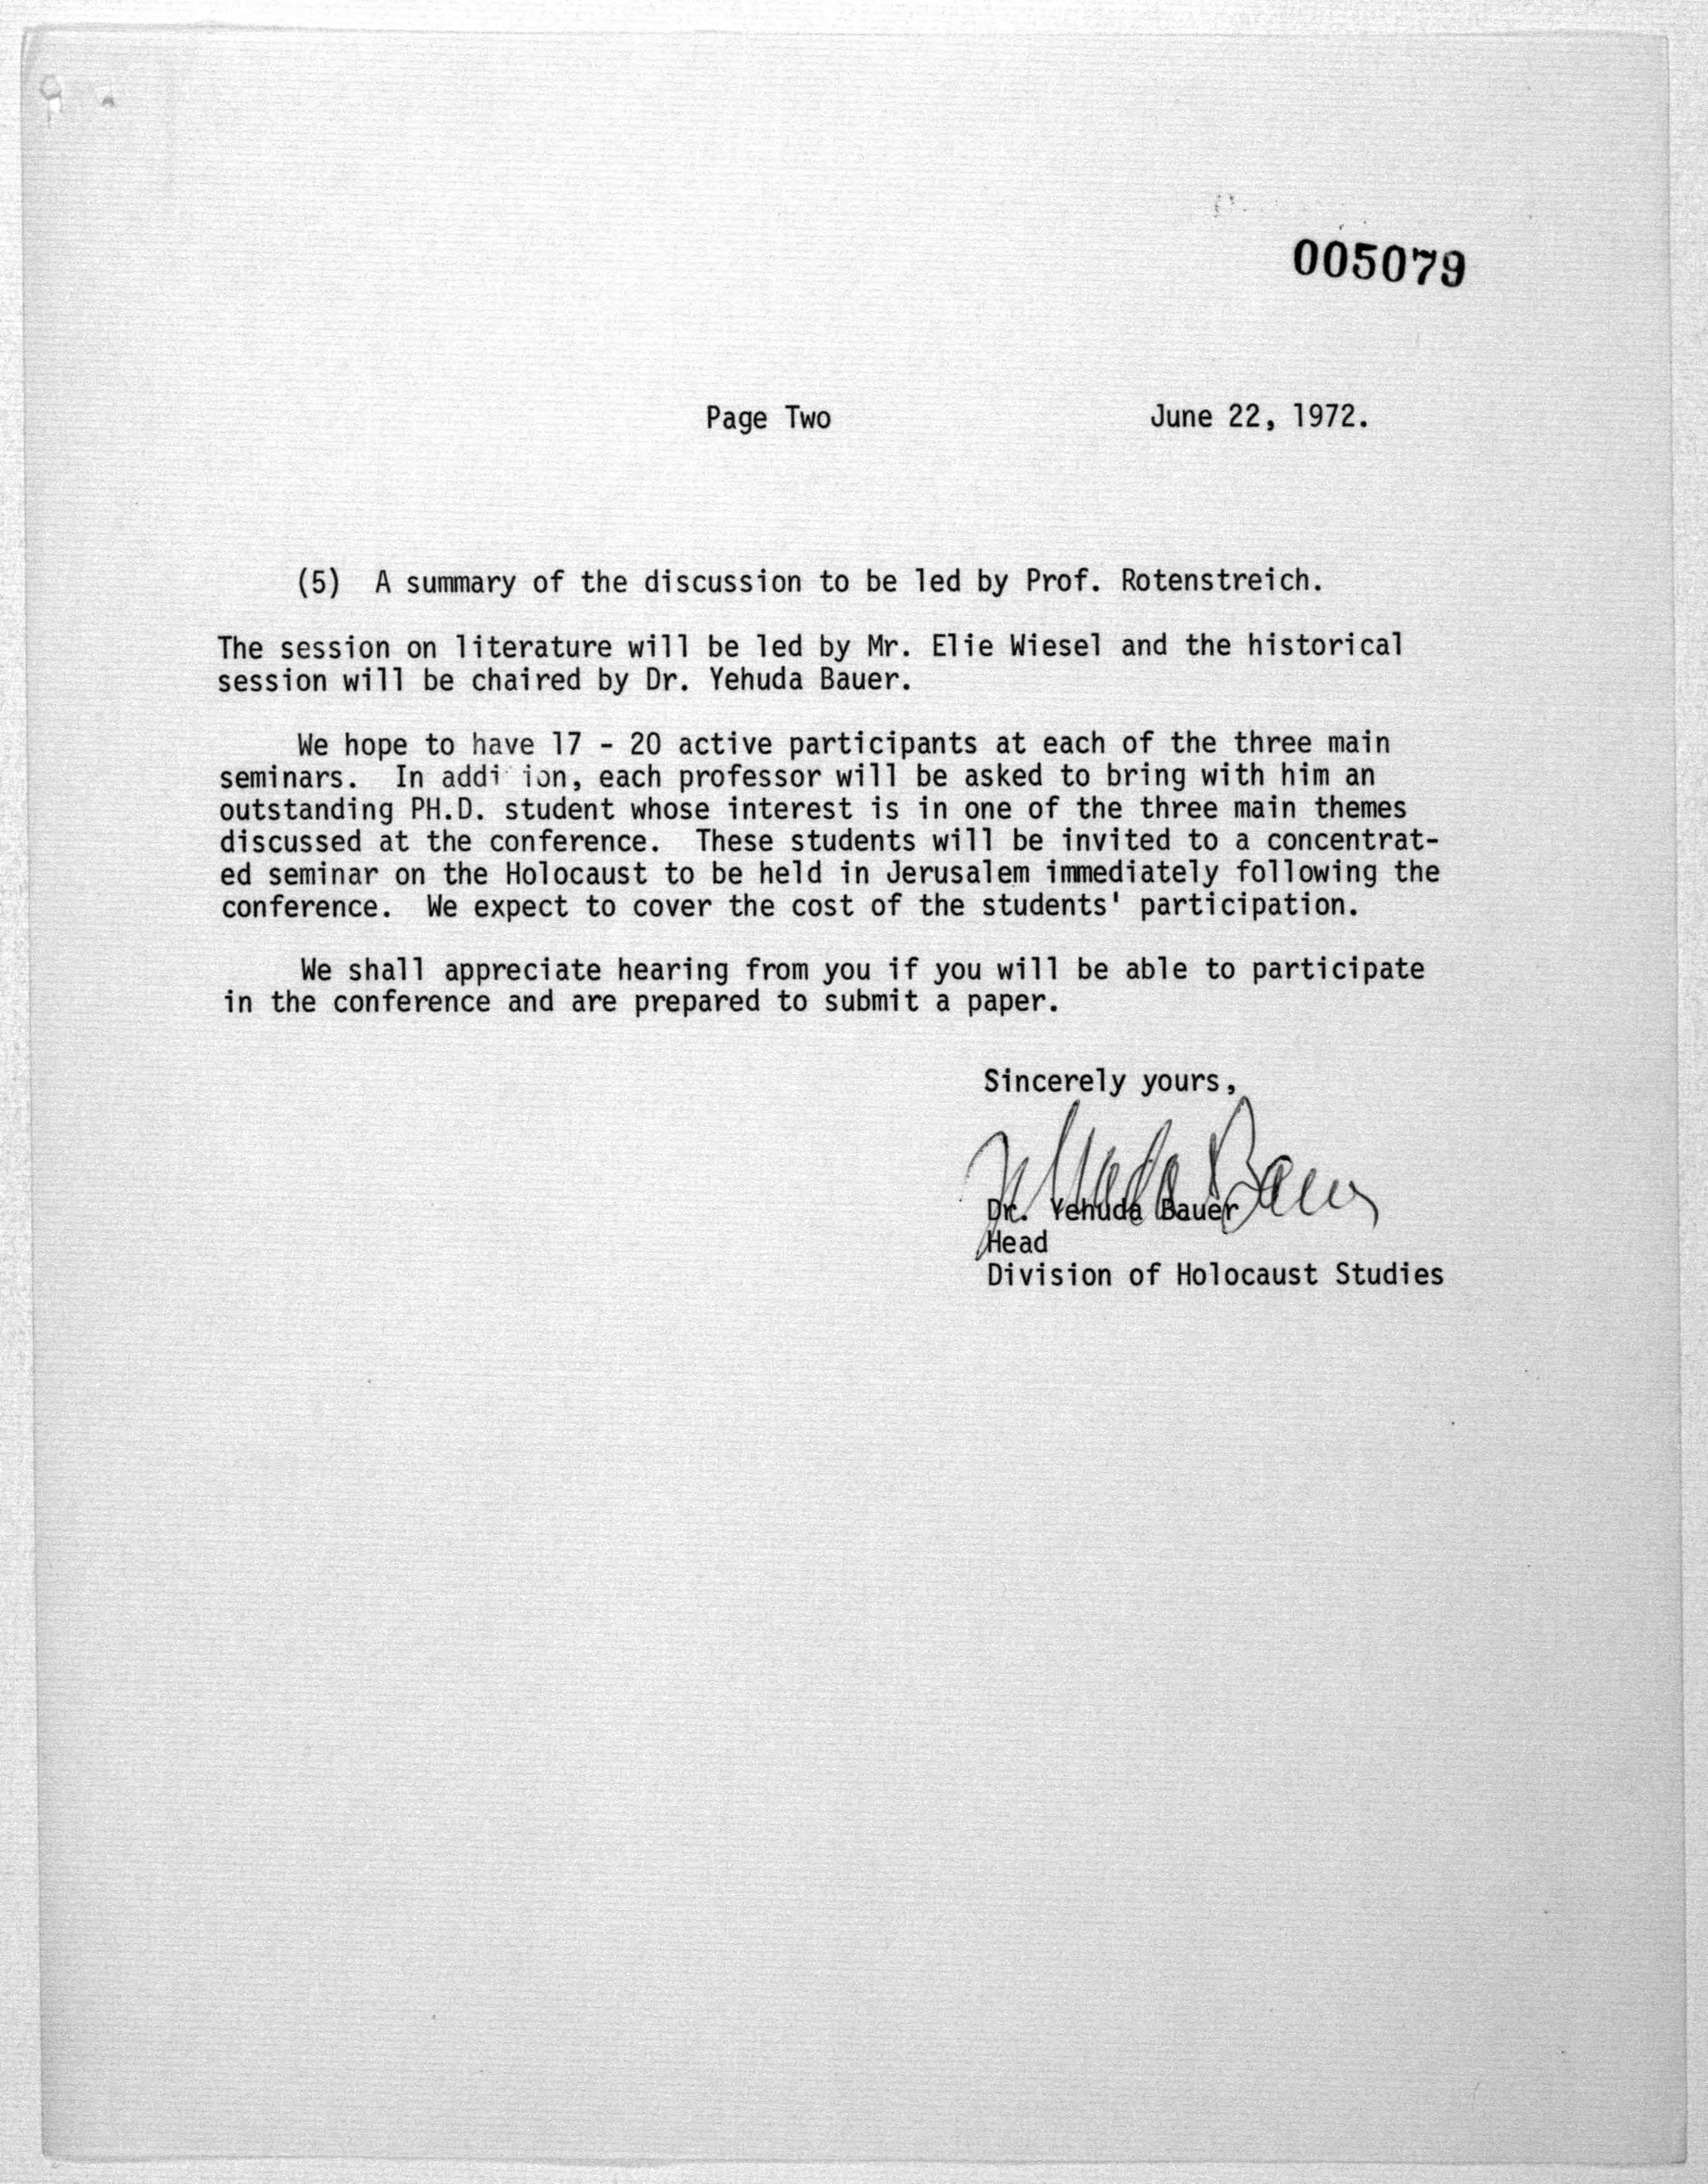 005079
Page Two June 22, 1972.
(5) A summary of the discussion to be led by Prof. Rotenstreich.
The session on literature will be led by Mr. Elie Wiesel and the historical
session will be chaired by Dr. Yehuda Bauer.
We hope to have 17 - 20 active participants at each of the three main
seminars. In addi ion, each professor will be asked to bring with him an
outstanding PH.D. student whose interest is in one of the three main themes
discussed at the conference. These students will be invited to a concentrat-
ed seminar on the Holocaust to be held in Jerusalem immediately following the
conference. We expect to cover the cost of the students' participation.
We shall appreciate hearing from you if you will be able to participate
in the conference and are prepared to submit a paper.
Sincerely yours,
Yehuda Bauer
Dr. Yehuda Bauer
Head
Division of Holocaust Studies